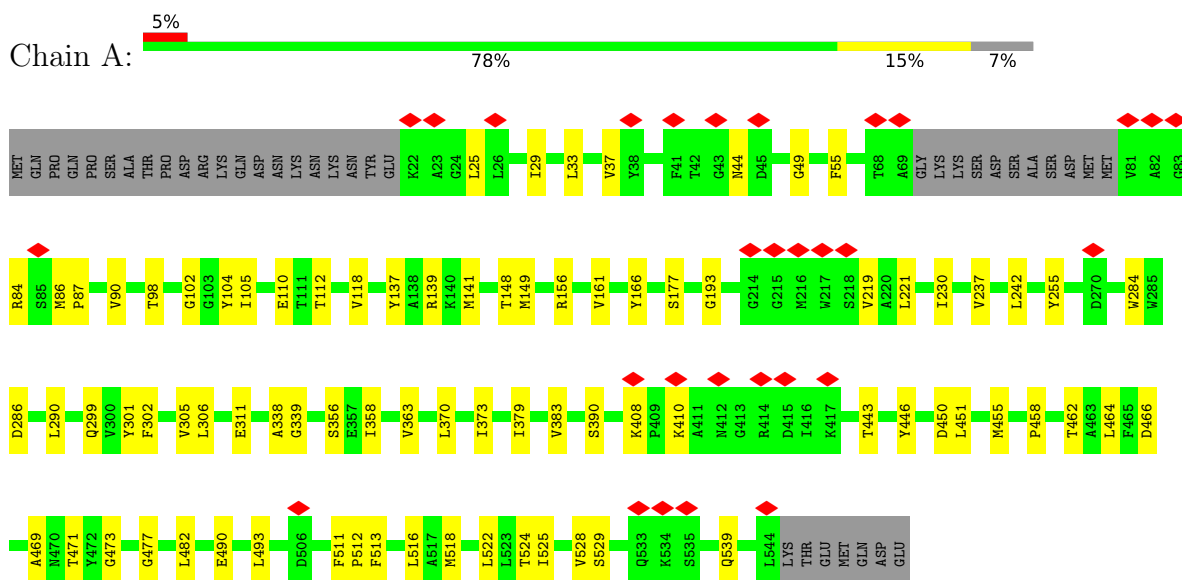 5%
Chain A:
78% 15% 7%
MET GLN PRO GLN PRO SER ALA THR PRO ASP ARG LYS GLN ASP ASN LYS ASN LYS ASN TYR GLU K22 A23 G24 L25 L26 I29 L33 V37 Y38 F41 T42 G43 N44 D45 G49 F55 T68 A69 GLY LYS LYS SER ASP SER ALA SER ASP MET MET V81 A82 G83
R84 S85 M86 P87 V90 T98 G102 G103 Y104 I105 E110 T111 T112 V118 Y137 A138 R139 K140 M141 T148 M149 R156 V161 Y166 S177 G193 G214 G215 M216 W217 S218 V219 A220 L221 I230 V237 L242 Y255 D270 W284 W285
D286 L290 Q299 V300 Y301 F302 V305 L306 E311 A338 G339 S356 E357 I358 V363 L370 I373 I379 V383 S390 K408 P409 K410 A411 N412 G413 R414 D415 I416 K417 T443 Y446 D450 L451 M455 P458 T462 A463 L464 F465 D466
A469 N470 T471 Y472 G473 G477 L482 E490 L493 D506 F511 P512 F513 L516 A517 M518 L522 L523 T524 I525 V528 S529 Q533 K534 S535 Q539 L544 LYS THR GLU MET GLN ASP GLU